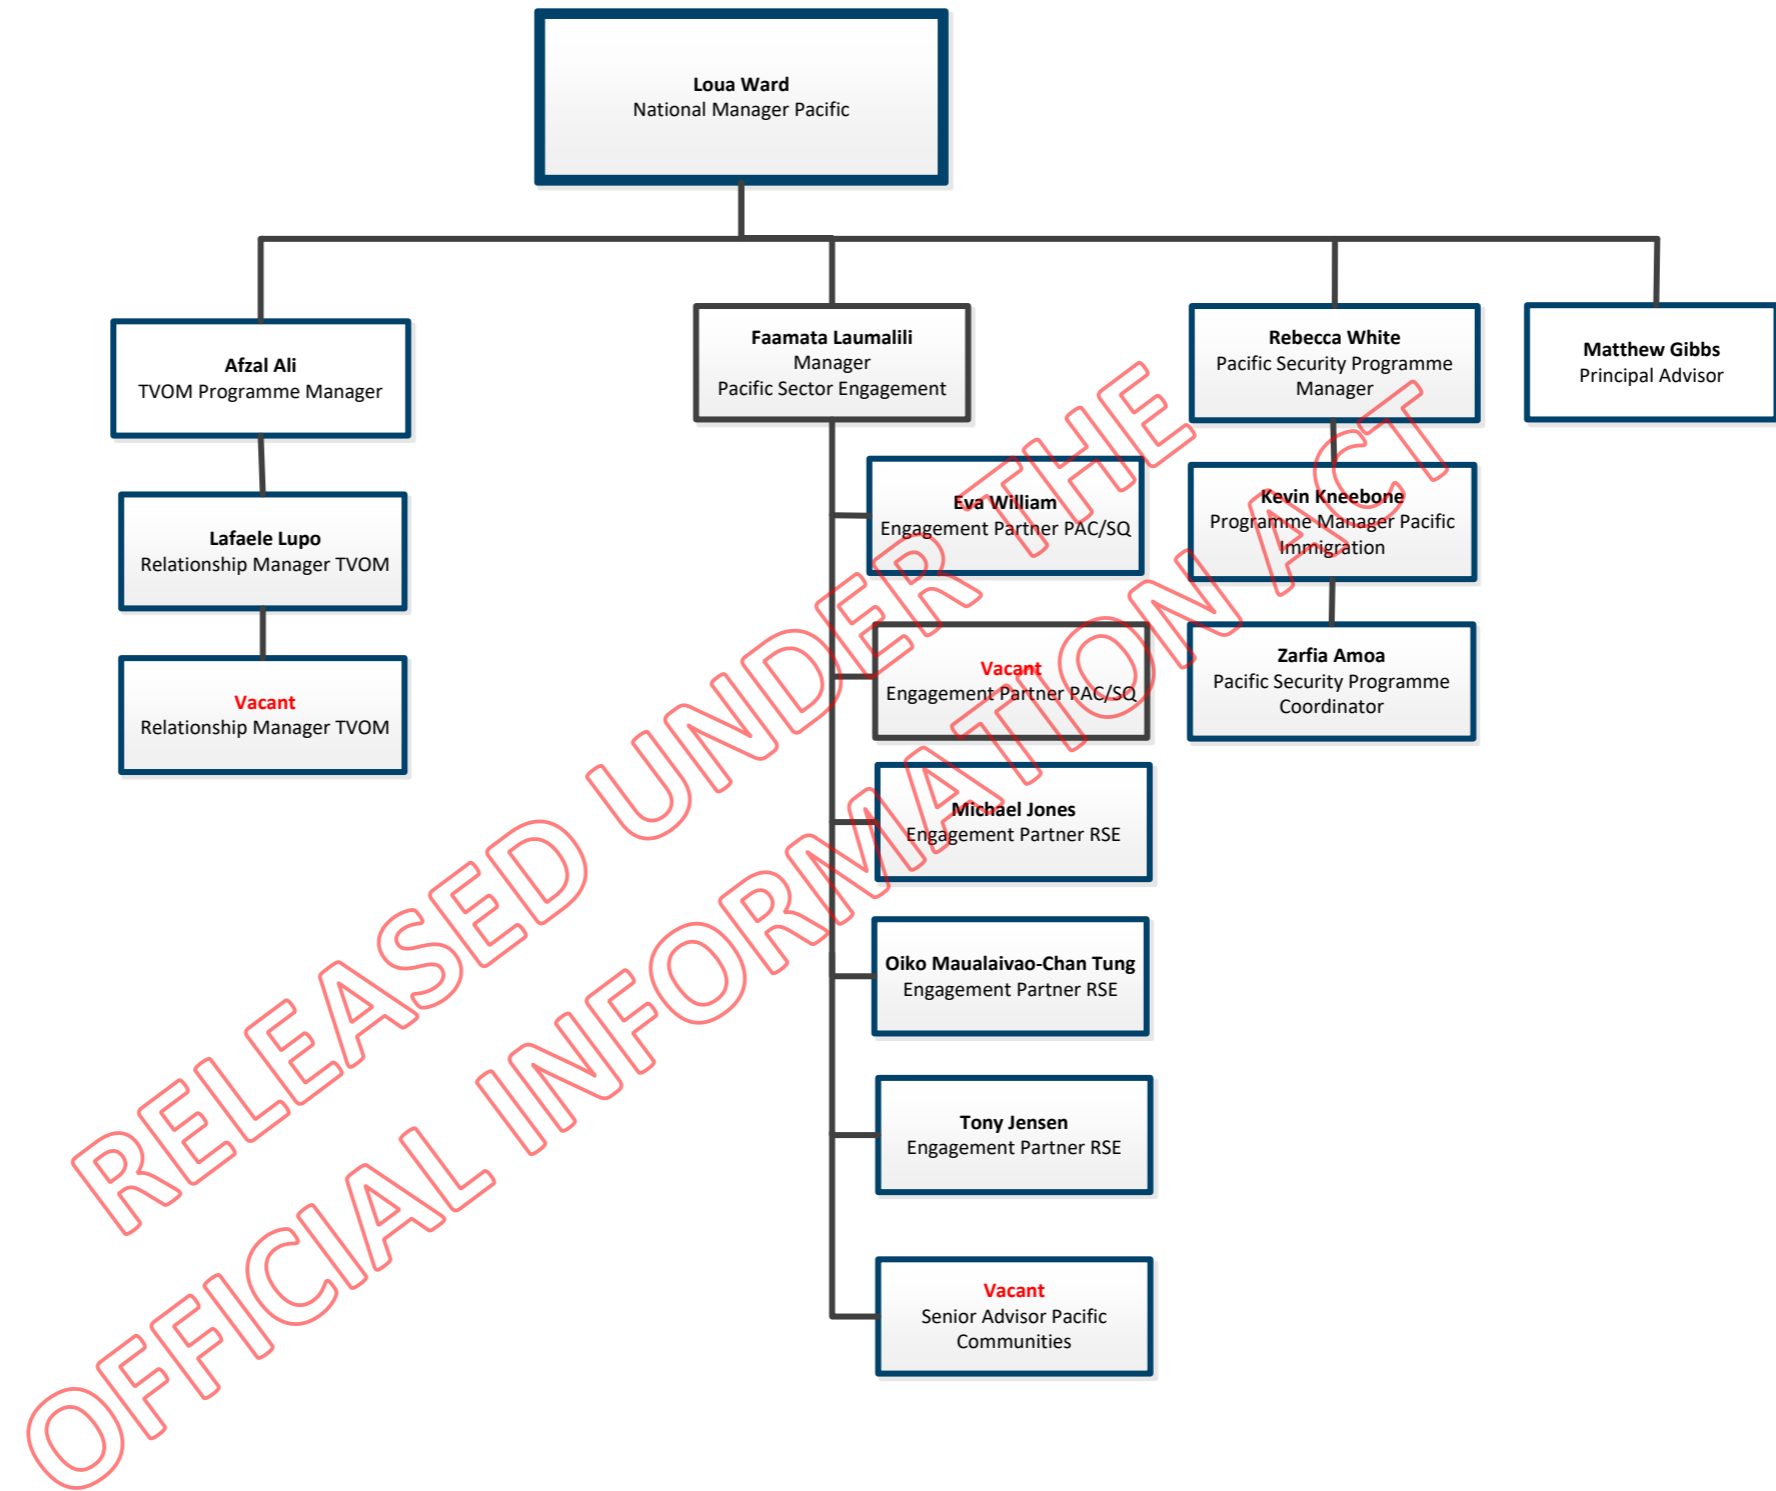 Loua Ward
National Manager Pacific
Afzal Ali
TVOM Programme Manager
Lafaele Lupo
Relationship Manager TVOM
Vacant
Relationship Manager TVOM
Faamata Laumalili
Manager
Pacific Sector Engagement
Eva William
Engagement Partner PAC/SQ
Vacant
Engagement Partner PAC/SQ
Michael Jones
Engagement Partner RSE
Oiko Maualaivao-Chan Tung
Engagement Partner RSE
Tony Jensen
Engagement Partner RSE
Vacant
Senior Advisor Pacific
Communities
Rebecca White
Pacific Security Programme
Manager
Kevin Kneebone
Programme Manager Pacific
Immigration
Zarfia Amoa
Pacific Security Programme
Coordinator
Matthew Gibbs
Principal Advisor
RELEASED UNDER THE
OFFICIAL INFORMATION ACT